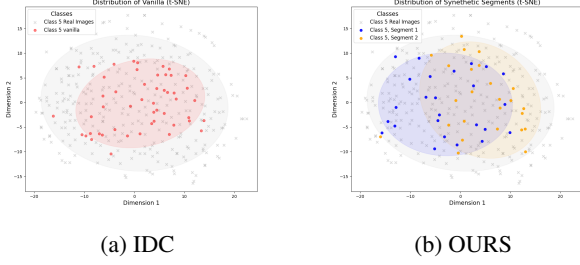 Distribution of Vanilla (t-SNE)
Classes
Class 5 Real Images
Class 5 vanilla
Dimension 2
15
10
5
0
−5
−10
−15
−20
−10
0
10
20
Dimension 1
(a) IDC
Distribution of Synethetic Segments (t-SNE)
Classes
Class 5 Real Images
Class 5, Segment 1
Class 5, Segment 2
Dimension 2
15
10
5
0
−5
−10
−15
−20
−10
0
10
20
Dimension 1
(b) OURS